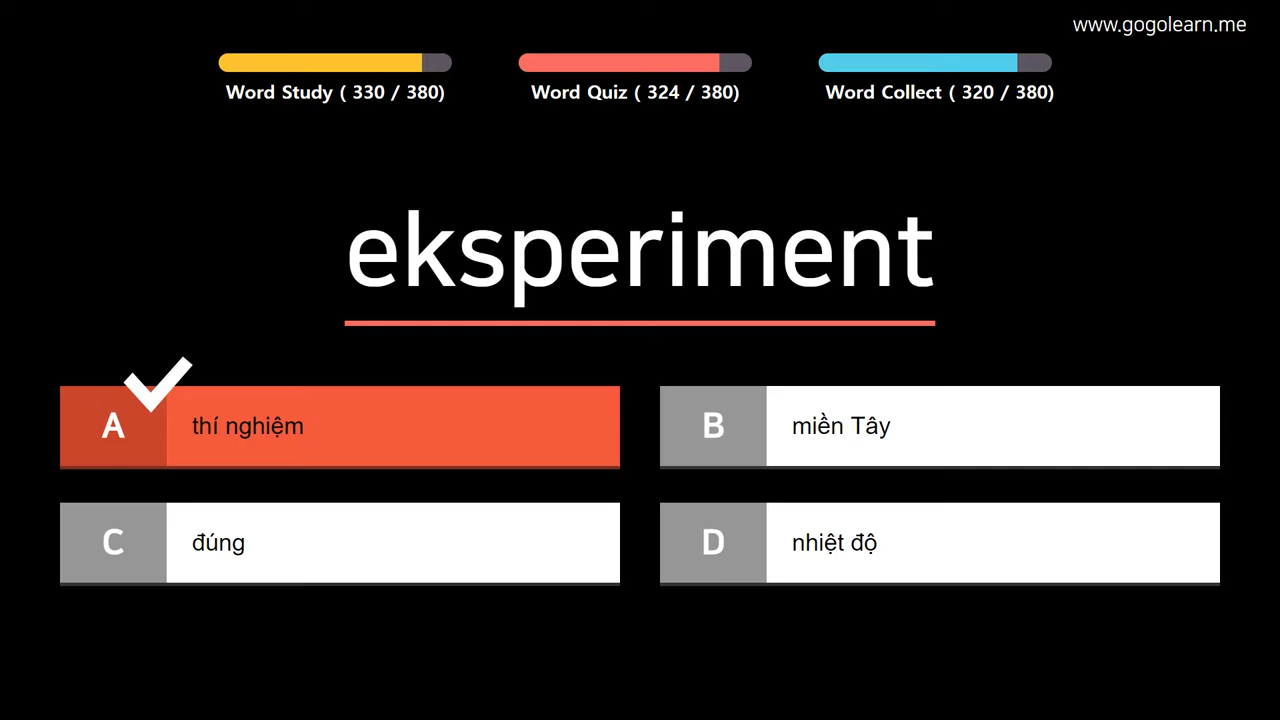 www.gogolearn.me
Word Study ( 330 / 380)
Word Quiz ( 324 / 380)
Word Collect ( 320 / 380)
eksperiment
A thí nghiệm
B miền Tây
C đúng
D nhiệt độ